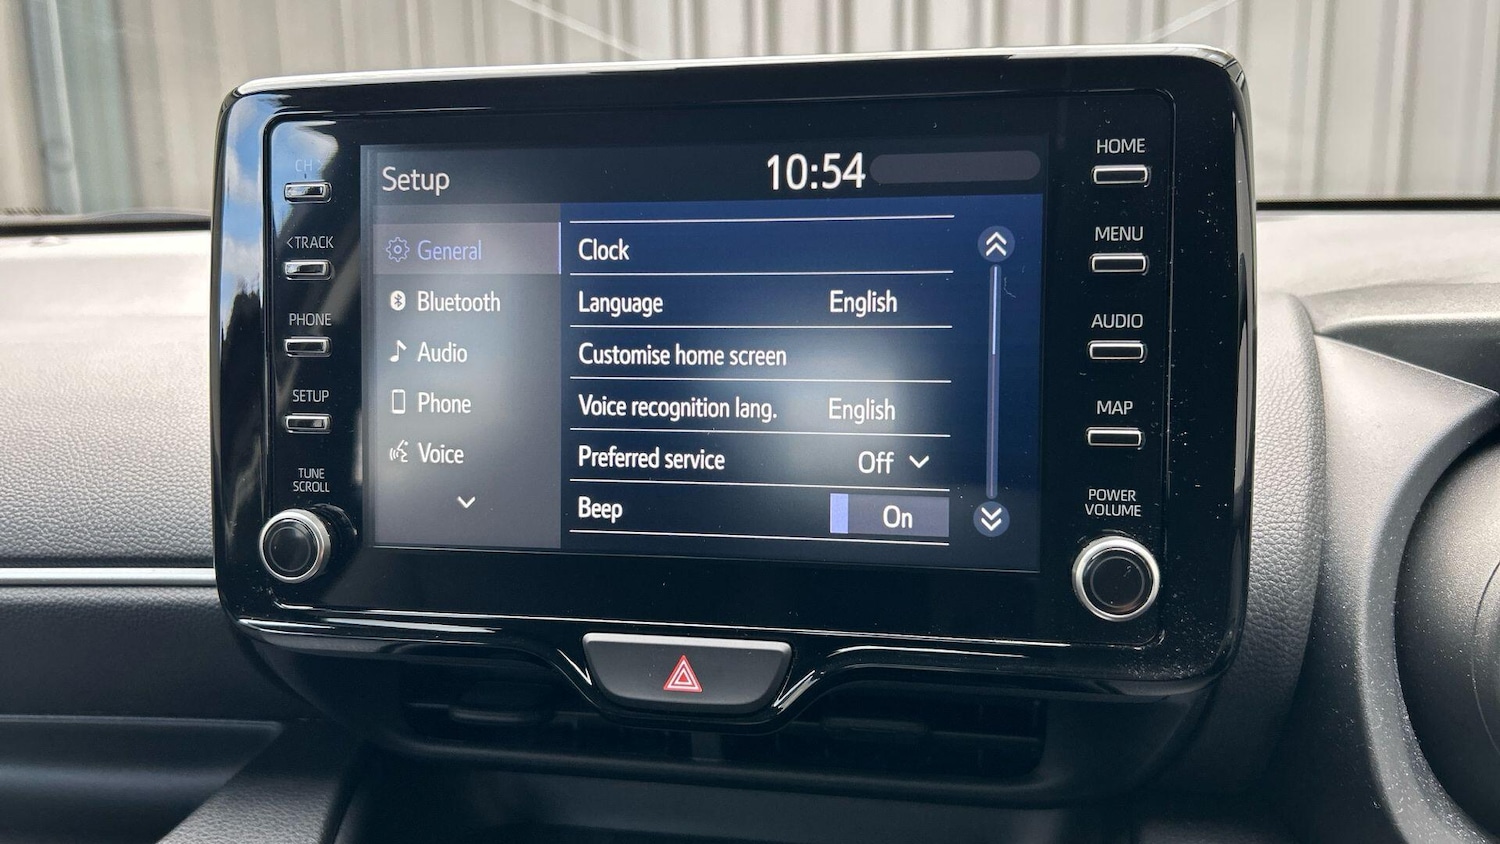 CH >
<TRACK
PHONE
SETUP
TUNE
SCROLL
Setup
10:54
General
Bluetooth
Audio
Phone
Voice
Clock
Language English
Customise home screen
Voice recognition lang. English
Preferred service Off
Beep On
HOME
MENU
AUDIO
MAP
POWER
VOLUME